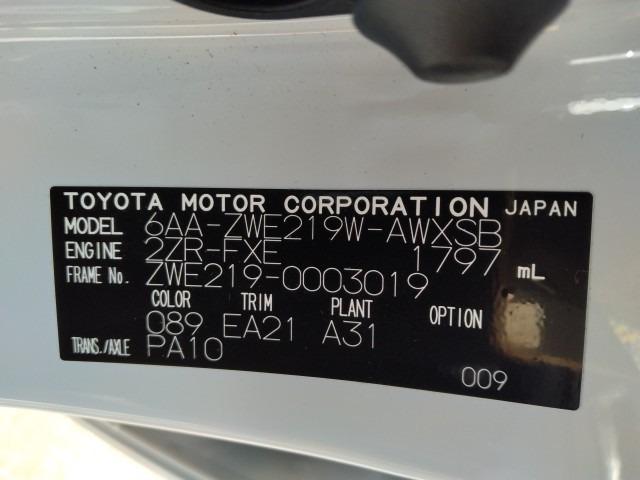 TOYOTA MOTOR CORPORATION JAPAN
MODEL 6AA-ZWE219W-AWXSB
ENGINE 2ZR-FXE 1797 mL
FRAME No. ZWE219-0003019
COLOR TRIM PLANT OPTION
089 EA21 A31
TRANS./AXLE PA10
009